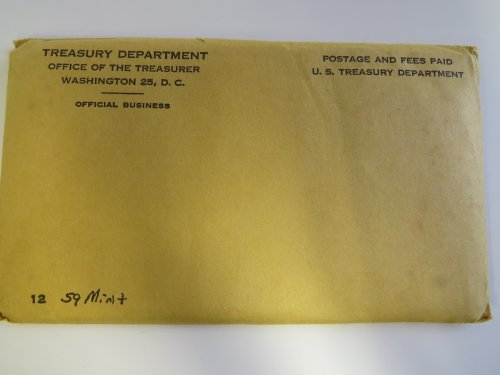 TREASURY DEPARTMENT
OFFICE OF THE TREASURER
WASHINGTON 25, D. C.
OFFICIAL BUSINESS
POSTAGE AND FEES PAID
U. S. TREASURY DEPARTMENT
12 59 Mint